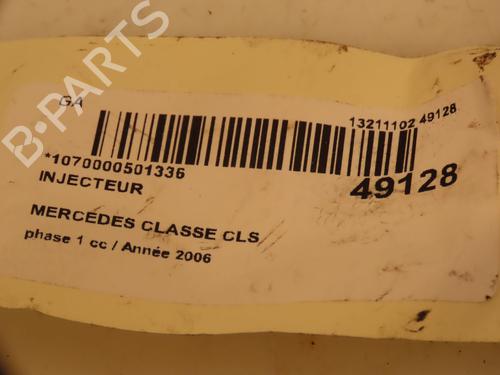 B-PARTS
GA
13211102 49128
*1070000501336
49128
INJECTEUR
MERCEDES CLASSE CLS
phase 1 cc / Année 2006